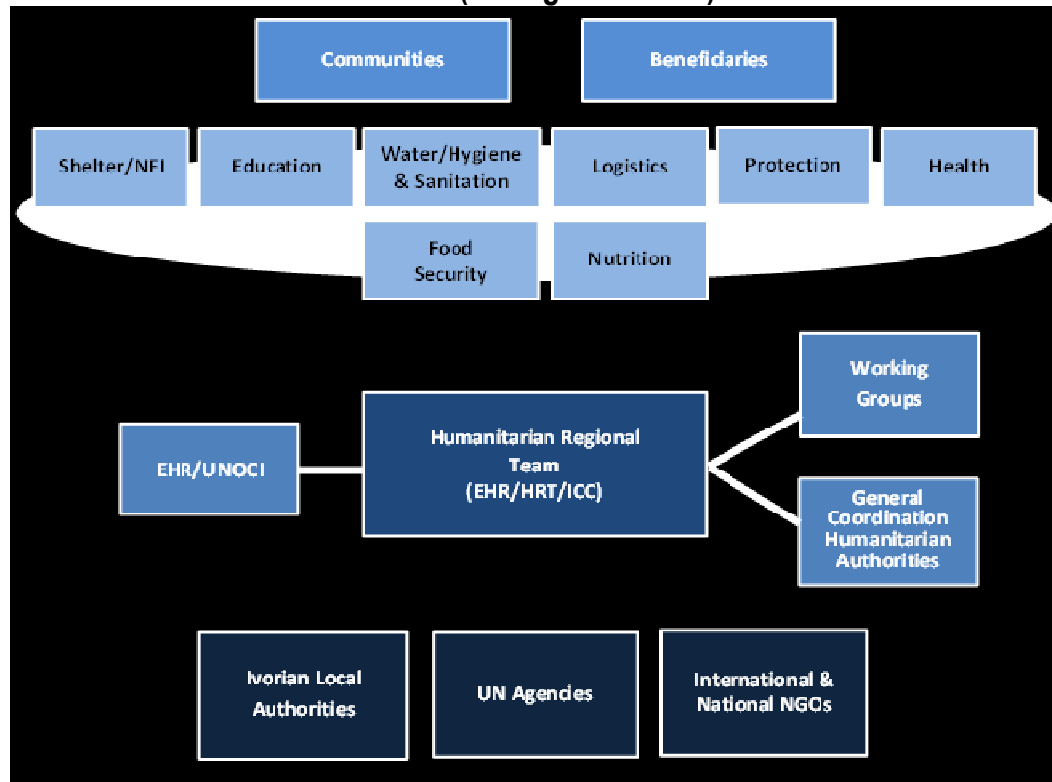 Communities
Beneficiaries
Shelter/NFI
Education
Water/Hygiene
& Sanitation
Logistics
Protection
Health
Food
Security
Nutrition
Working
Groups
EHR/UNOCI
Humanitarian Regional
Team
(EHR/HRT/ICC)
General
Coordination
Humanitarian
Authorities
Ivorian Local
Authorities
UN Agencies
International &
National NGOs